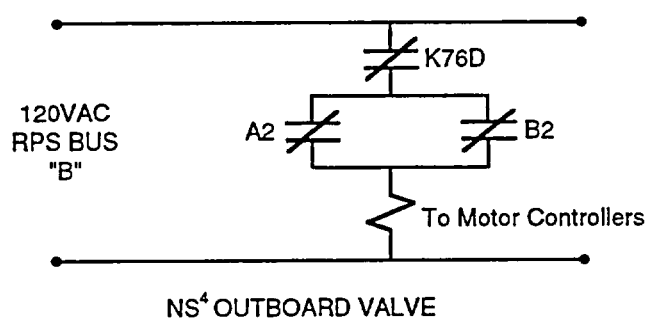 K76D
120VAC
RPS BUS
"B"
A2
B2
To Motor Controllers
NS⁴ OUTBOARD VALVE